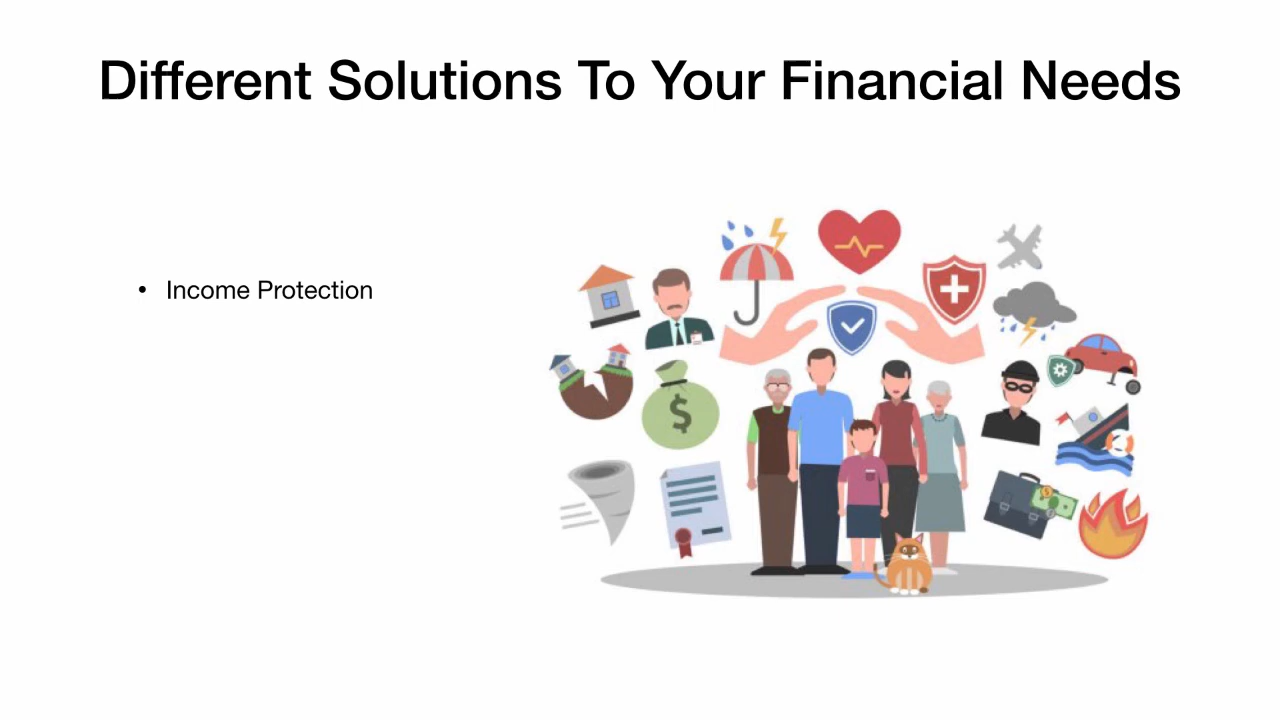 Different Solutions To Your Financial Needs
• Income Protection
$